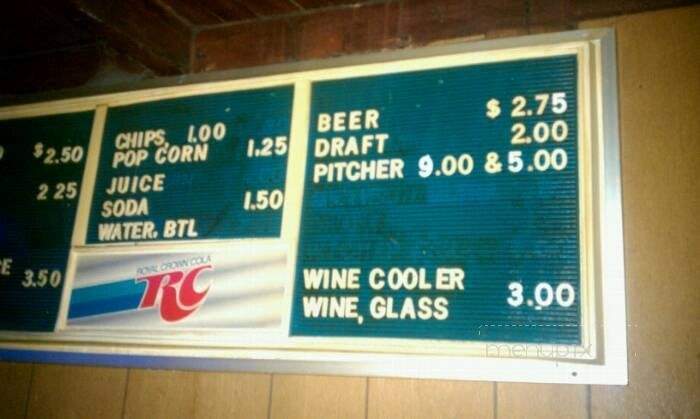 $2.50
2 25
E 3.50
CHIPS, 1.00
POP CORN 1.25
JUICE
SODA 1.50
WATER. BTL
ROYAL CROWN COLA
RC
BEER $ 2.75
DRAFT 2.00
PITCHER 9.00 & 5.00
WINE COOLER
WINE, GLASS 3.00
menupix